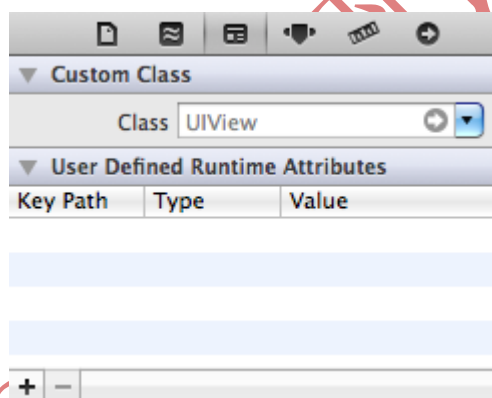 Custom Class
Class UIView
User Defined Runtime Attributes
Key Path Type Value